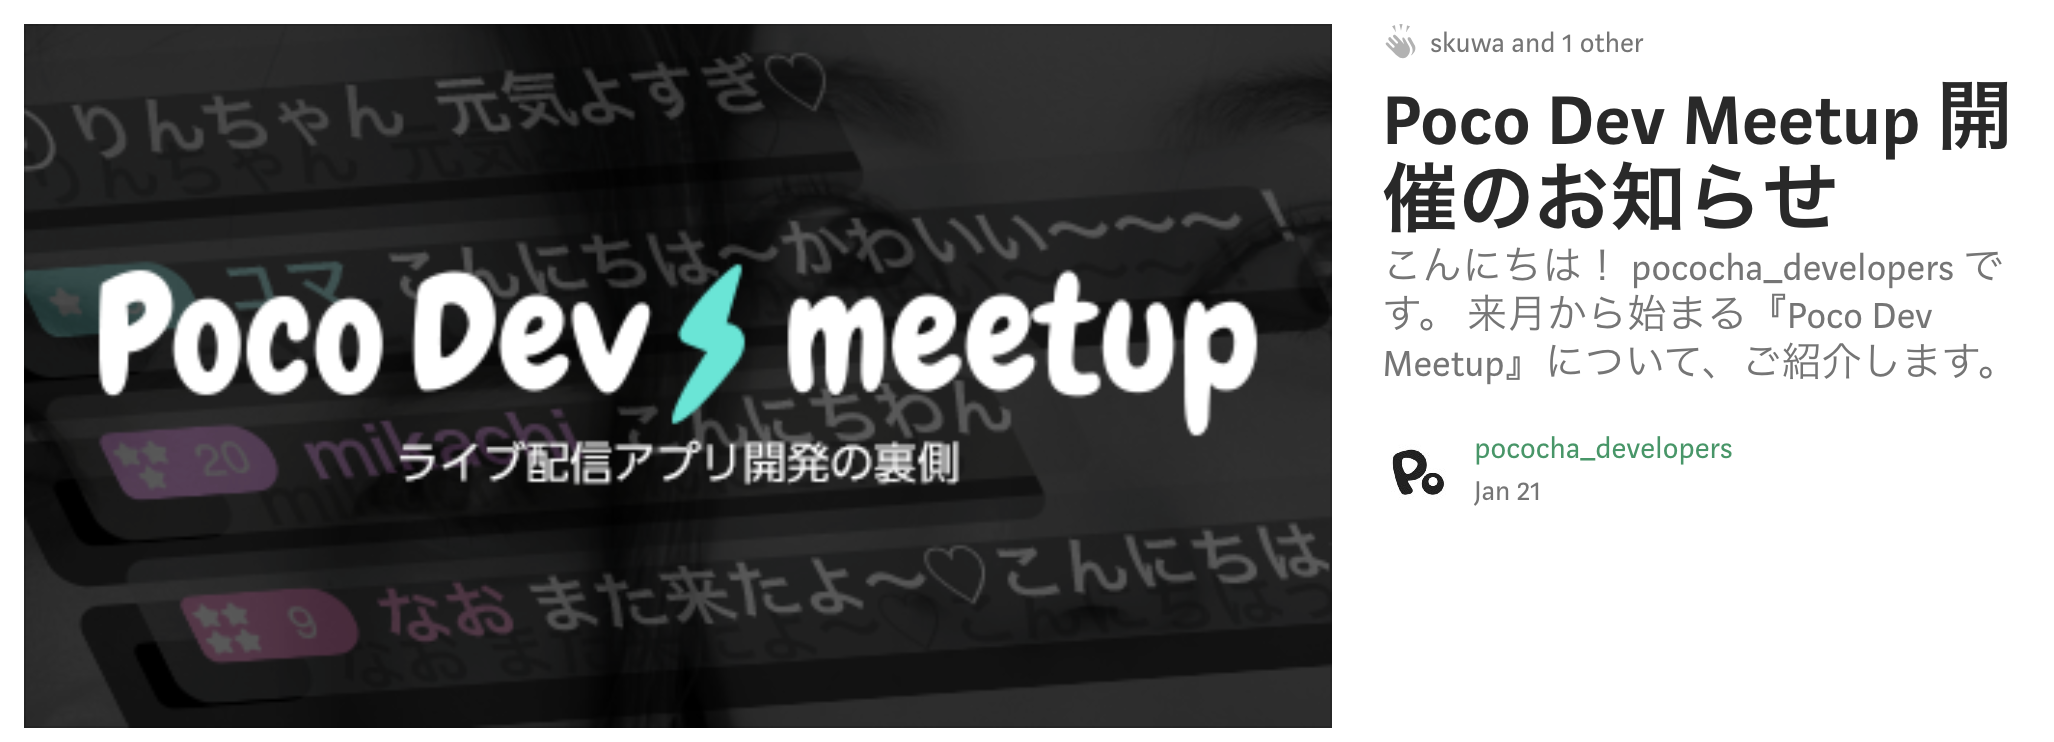 りんちゃん 元気よすぎ♡
コマ こんにちは〜かわいい〜〜〜！
Poco Dev meetup
20 mikachi こんにちわん
ライブ配信アプリ開発の裏側
9 なお また来たよ〜♡こんにちは
skuwa and 1 other
Poco Dev Meetup 開
催のお知らせ
こんにちは！ pococha_developers で
す。 来月から始まる『Poco Dev
Meetup』について、ご紹介します。
Po
pococha_developers
Jan 21